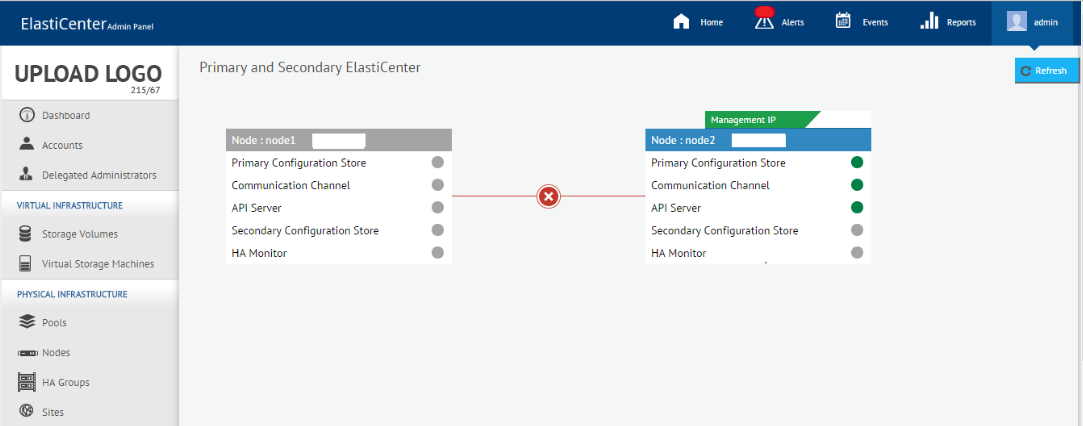 ElastiCenter Admin Panel
Home
Alerts
Events
Reports
admin
UPLOAD LOGO
215/67
Dashboard
Accounts
Delegated Administrators
VIRTUAL INFRASTRUCTURE
Storage Volumes
Virtual Storage Machines
PHYSICAL INFRASTRUCTURE
Pools
Nodes
HA Groups
Sites
Primary and Secondary ElastiCenter
Refresh
Node : node1
Primary Configuration Store
Communication Channel
API Server
Secondary Configuration Store
HA Monitor
Management IP
Node : node2
Primary Configuration Store
Communication Channel
API Server
Secondary Configuration Store
HA Monitor